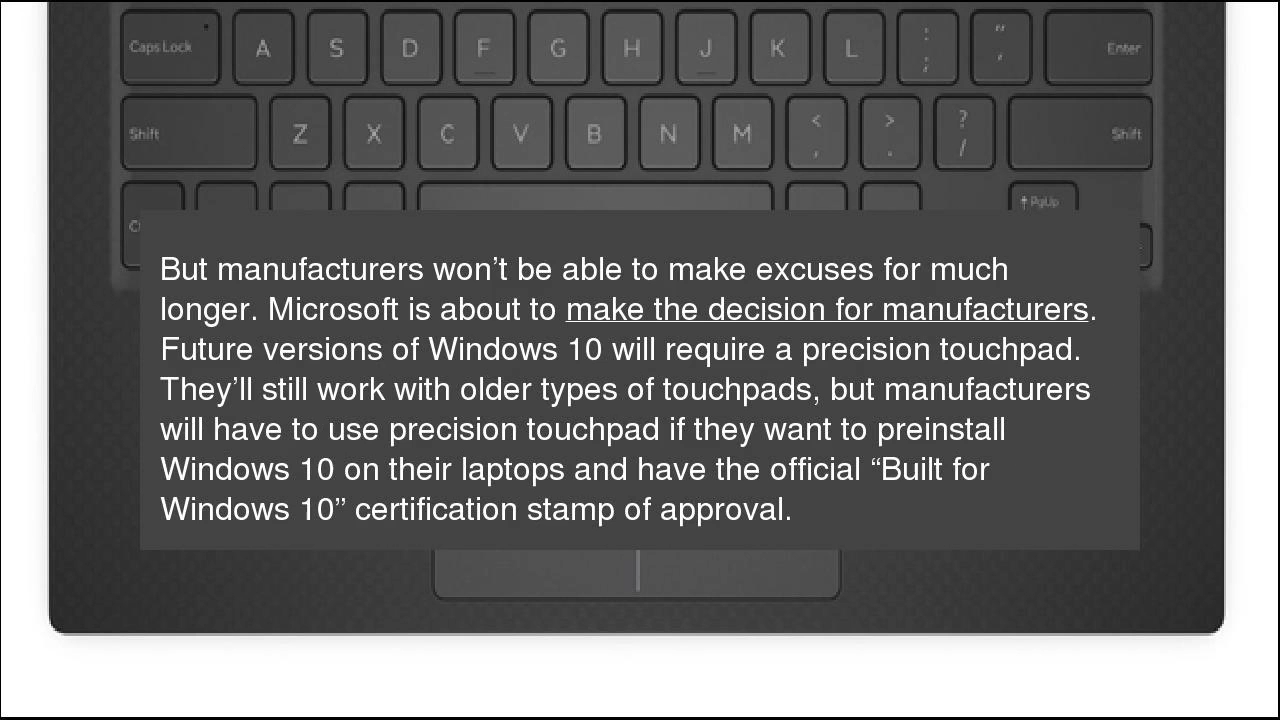 Caps Lock A S D F G H J K L : ; " ' Enter
Shift Z X C V B N M < , > . ? / Shift
PgUp
But manufacturers won’t be able to make excuses for much
longer. Microsoft is about to make the decision for manufacturers.
Future versions of Windows 10 will require a precision touchpad.
They’ll still work with older types of touchpads, but manufacturers
will have to use precision touchpad if they want to preinstall
Windows 10 on their laptops and have the official “Built for
Windows 10” certification stamp of approval.